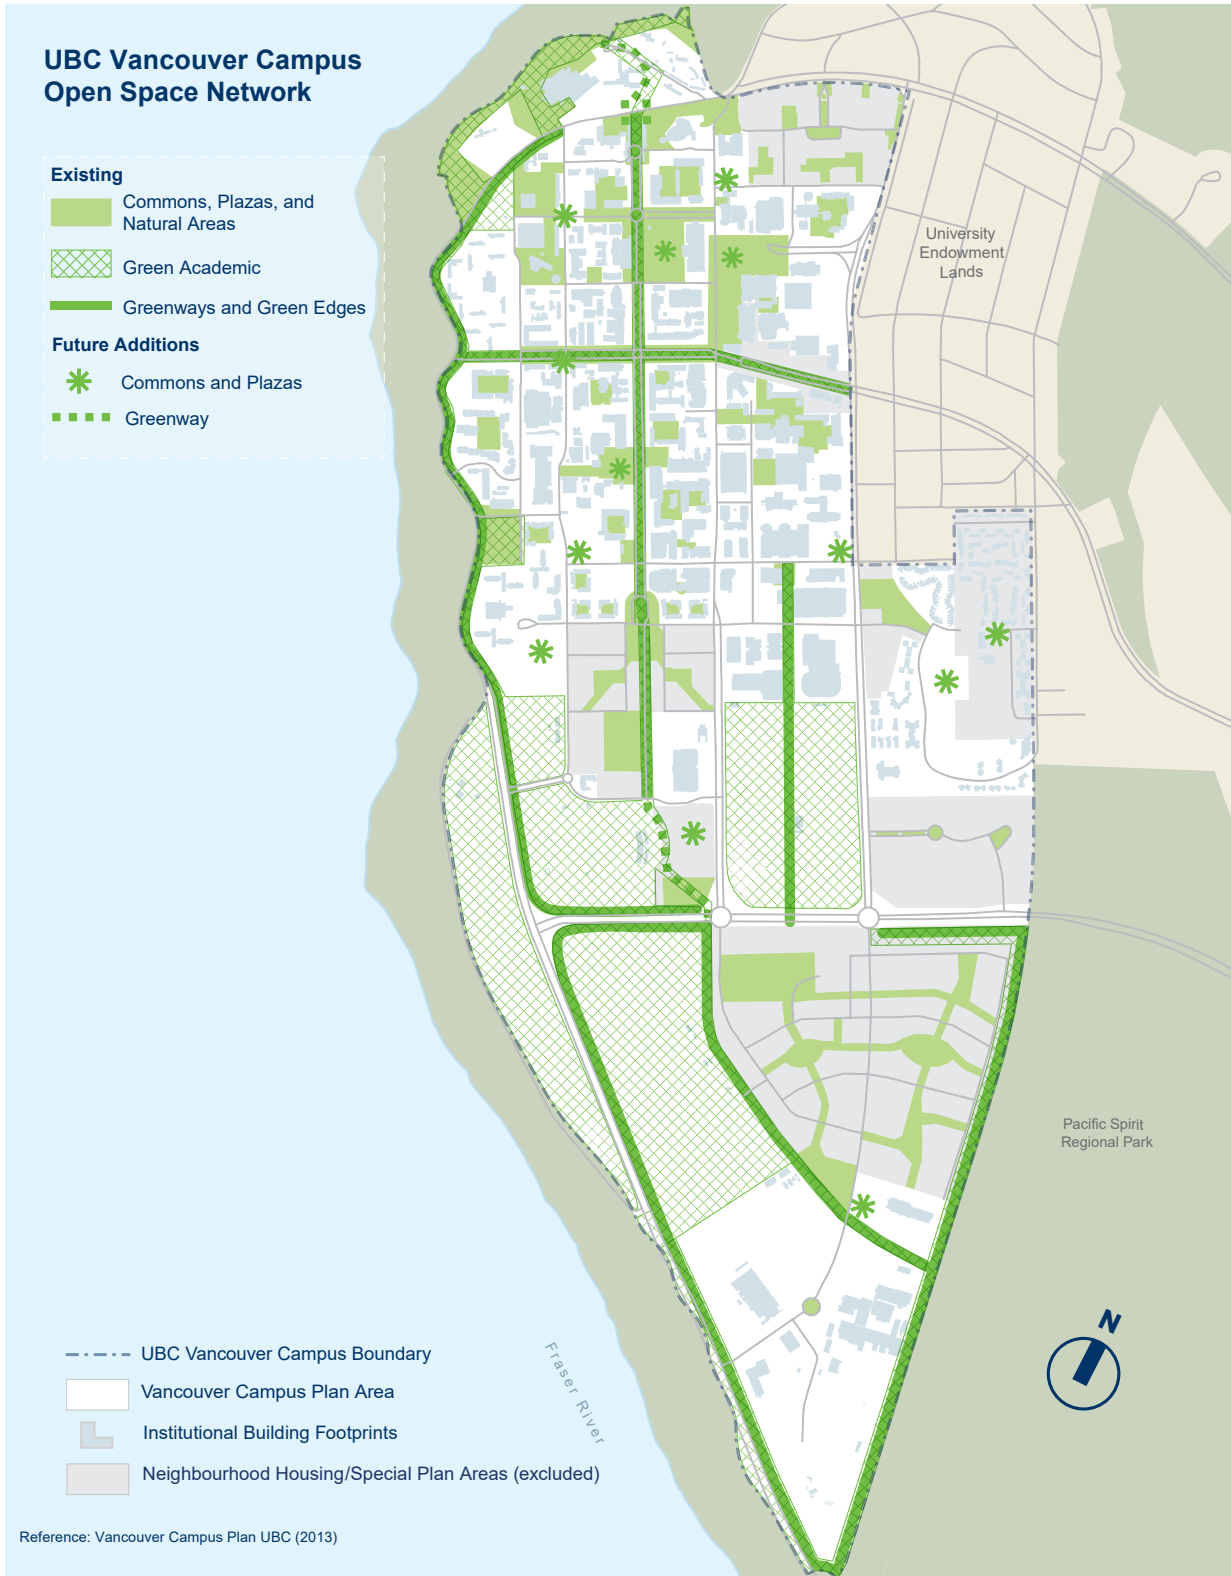 UBC Vancouver Campus
Open Space Network
Existing
Commons, Plazas, and
Natural Areas
Green Academic
Greenways and Green Edges
Future Additions
Commons and Plazas
Greenway
University
Endowment
Lands
Pacific Spirit
Regional Park
N
Fraser River
UBC Vancouver Campus Boundary
Vancouver Campus Plan Area
Institutional Building Footprints
Neighbourhood Housing/Special Plan Areas (excluded)
Reference: Vancouver Campus Plan UBC (2013)